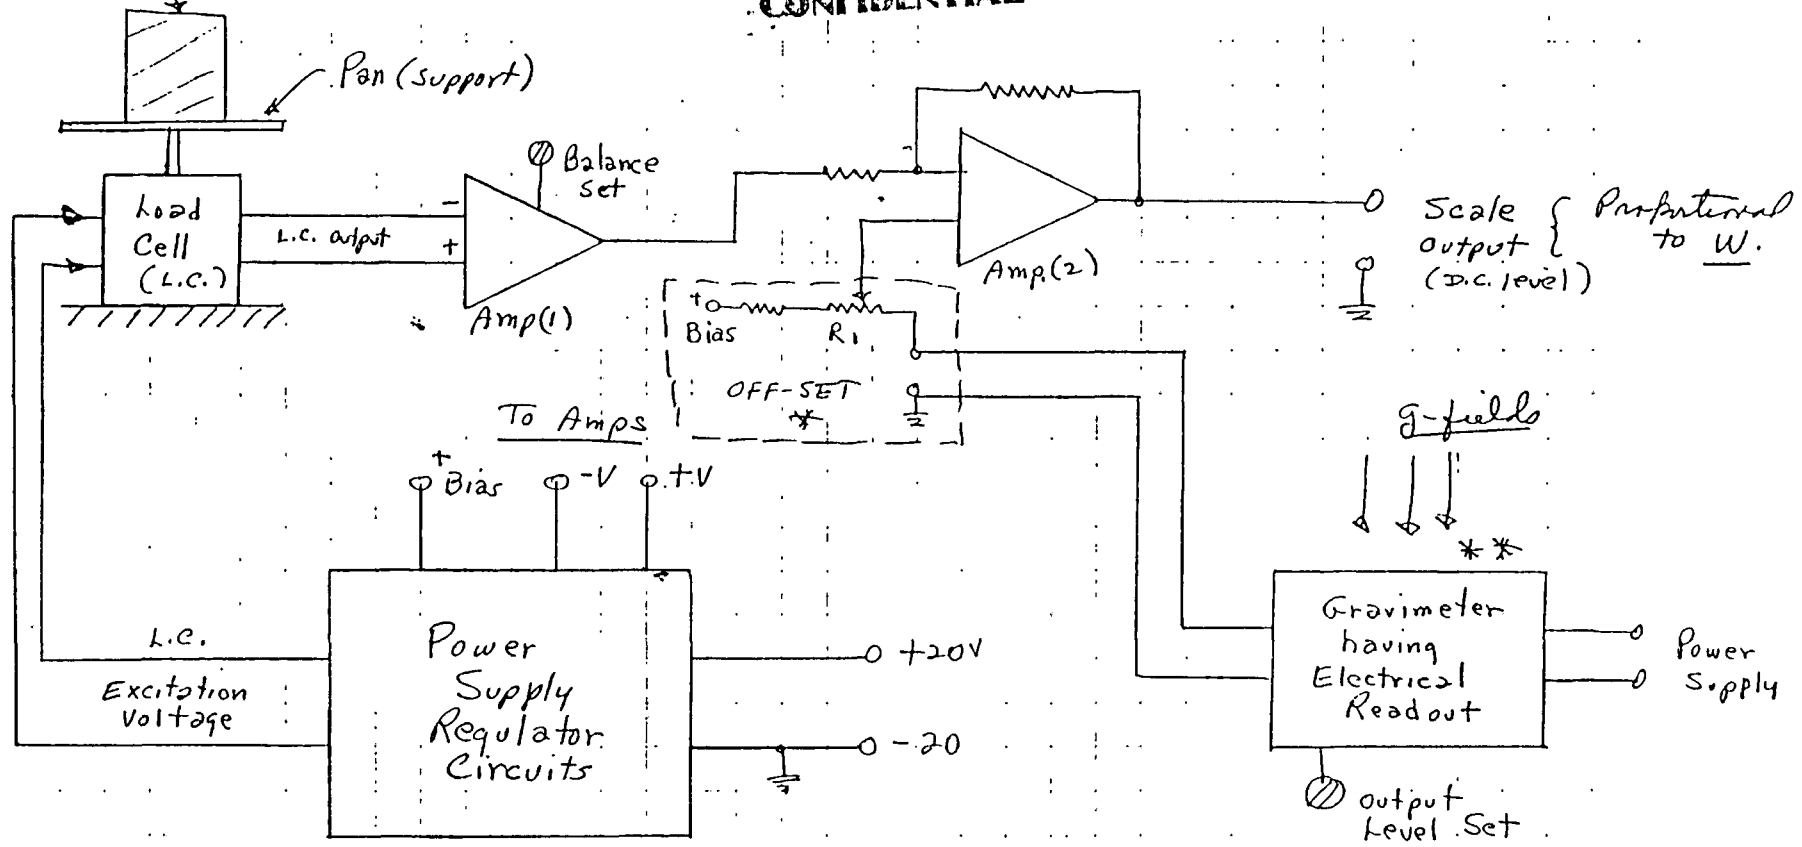 CONFIDENTIAL
Pan (support)
Balance
Set
Load
Cell
(L.C.)
L.C. output
-
+
Amp(1)
-
Amp.(2)
Scale
Output
(D.C. level)
Proportional
to W.
+
Bias
R1
OFF-SET
*
To Amps
+
Bias
-V
+V
g-fields
**
L.C.
Excitation
Voltage
Power
Supply
Regulator
Circuits
+20V
-20
Gravimeter
having
Electrical
Readout
Power
Supply
Output
Level Set